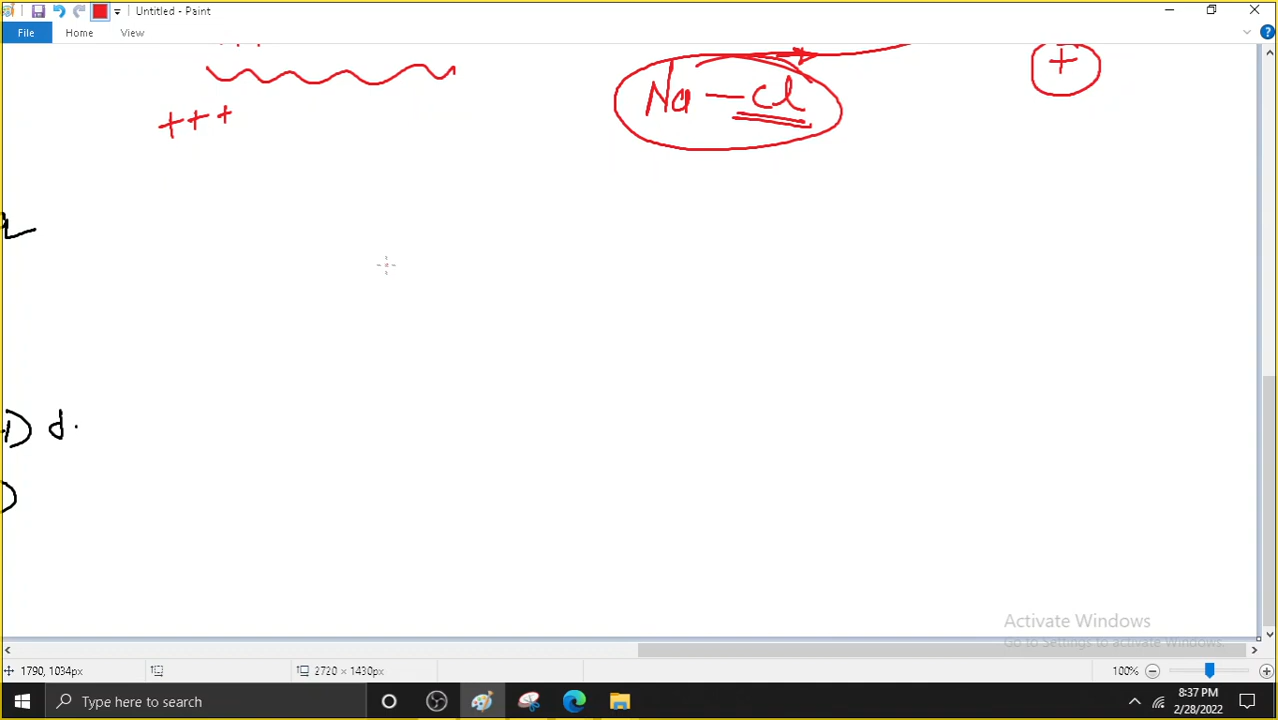 Untitled - Paint
File Home View
+
Na — Cl
+++
d.
Activate Windows
Go to Settings to activate Windows.
1790, 1034px
2720 × 1430px
100%
Type here to search
8:37 PM
2/28/2022